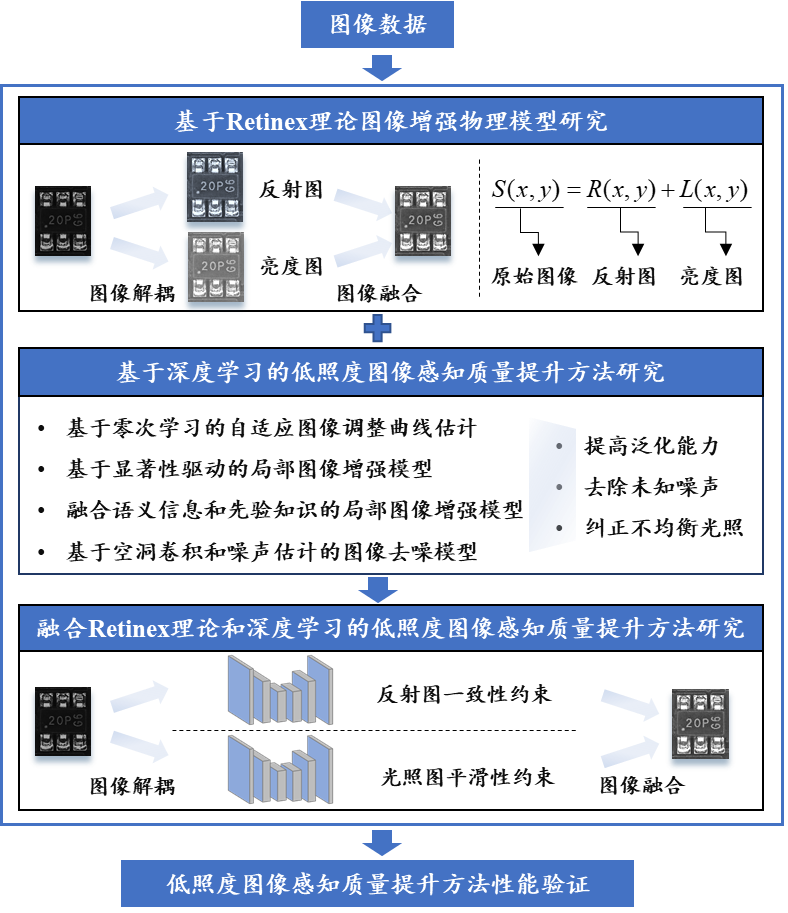 图像数据
基于Retinex理论图像增强物理模型研究
20P G6
反射图
20P G6
亮度图
20P G6
图像解耦
20P G6
图像融合
S(x, y) = R(x, y) + L(x, y)
原始图像 反射图 亮度图
基于深度学习的低照度图像感知质量提升方法研究
• 基于零次学习的自适应图像调整曲线估计
• 基于显著性驱动的局部图像增强模型
• 融合语义信息和先验知识的局部图像增强模型
• 基于空洞卷积和噪声估计的图像去噪模型
• 提高泛化能力
• 去除未知噪声
• 纠正不均衡光照
融合Retinex理论和深度学习的低照度图像感知质量提升方法研究
20P G6
图像解耦
反射图一致性约束
光照图平滑性约束
20P G6
图像融合
低照度图像感知质量提升方法性能验证